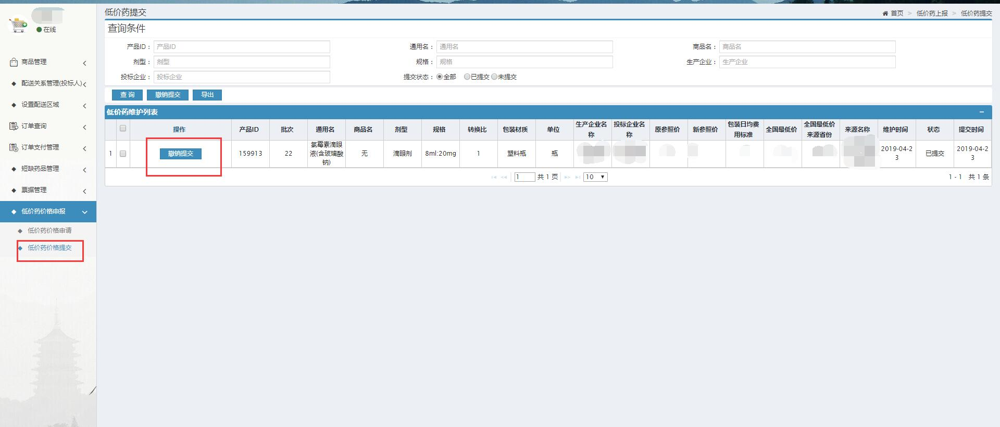 在线
商品管理
配送关系管理(投标人)
设置配送区域
订单查询
订单支付管理
短缺药品管理
票据管理
低价药价格申报
低价药价格申请
低价药价格提交
低价药提交
首页 > 低价药上报 > 低价药提交
查询条件
产品ID： 产品ID 通用名： 通用名 商品名： 商品名
剂型： 剂型 规格： 规格 生产企业： 生产企业
投标企业： 投标企业 提交状态： 全部 已提交 未提交
查 询 撤销提交 导出
低价药维护列表
操作 产品ID 批次 通用名 商品名 剂型 规格 转换比 包装材质 单位 生产企业名称 投标企业名称 原参照价 新参照价 包装日均费用标准 全国最低价 全国最低价来源省份 来源名称 维护时间 状态 提交时间
1 撤销提交 159913 22 氯霉素滴眼液(含玻璃酸钠) 无 滴眼剂 8ml:20mg 1 塑料瓶 瓶 2019-04-23 已提交 2019-04-23
1 共 1 页 10 1 - 1 共 1 条